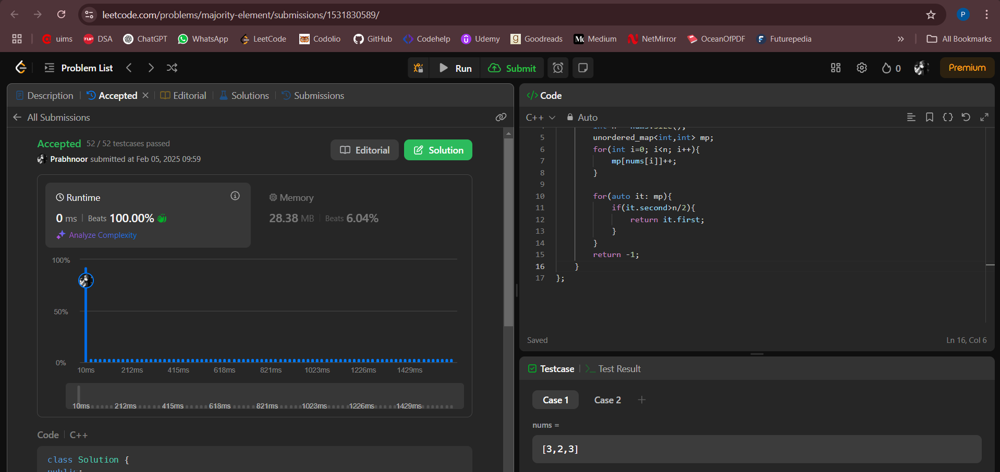 leetcode.com/problems/majority-element/submissions/1531830589/
P
uims
TUF DSA
ChatGPT
WhatsApp
LeetCode
Codolio
GitHub
Codehelp
Udemy
Goodreads
Medium
NetMirror
OceanOfPDF
Futurepedia
»
All Bookmarks
Problem List
Run
Submit
0
Premium
Description
Accepted
Editorial
Solutions
Submissions
All Submissions
Accepted 52 / 52 testcases passed
Prabhnoor submitted at Feb 05, 2025 09:59
Editorial
Solution
Runtime
0 ms | Beats 100.00%
Analyze Complexity
Memory
28.38 MB | Beats 6.04%
100%
50%
0%
10ms 212ms 415ms 618ms 821ms 1023ms 1226ms 1429ms
10ms 212ms 415ms 618ms 821ms 1023ms 1226ms 1429ms
Code | C++
class Solution {
public:
</> Code
C++ Auto
4 int n = nums.size();
5 unordered_map<int,int> mp;
6 for(int i=0; i<n; i++){
7 mp[nums[i]]++;
8 }
9
10 for(auto it: mp){
11 if(it.second>n/2){
12 return it.first;
13 }
14 }
15 return -1;
16 }
17 };
Saved
Ln 16, Col 6
Testcase
Test Result
Case 1
Case 2
nums =
[3,2,3]